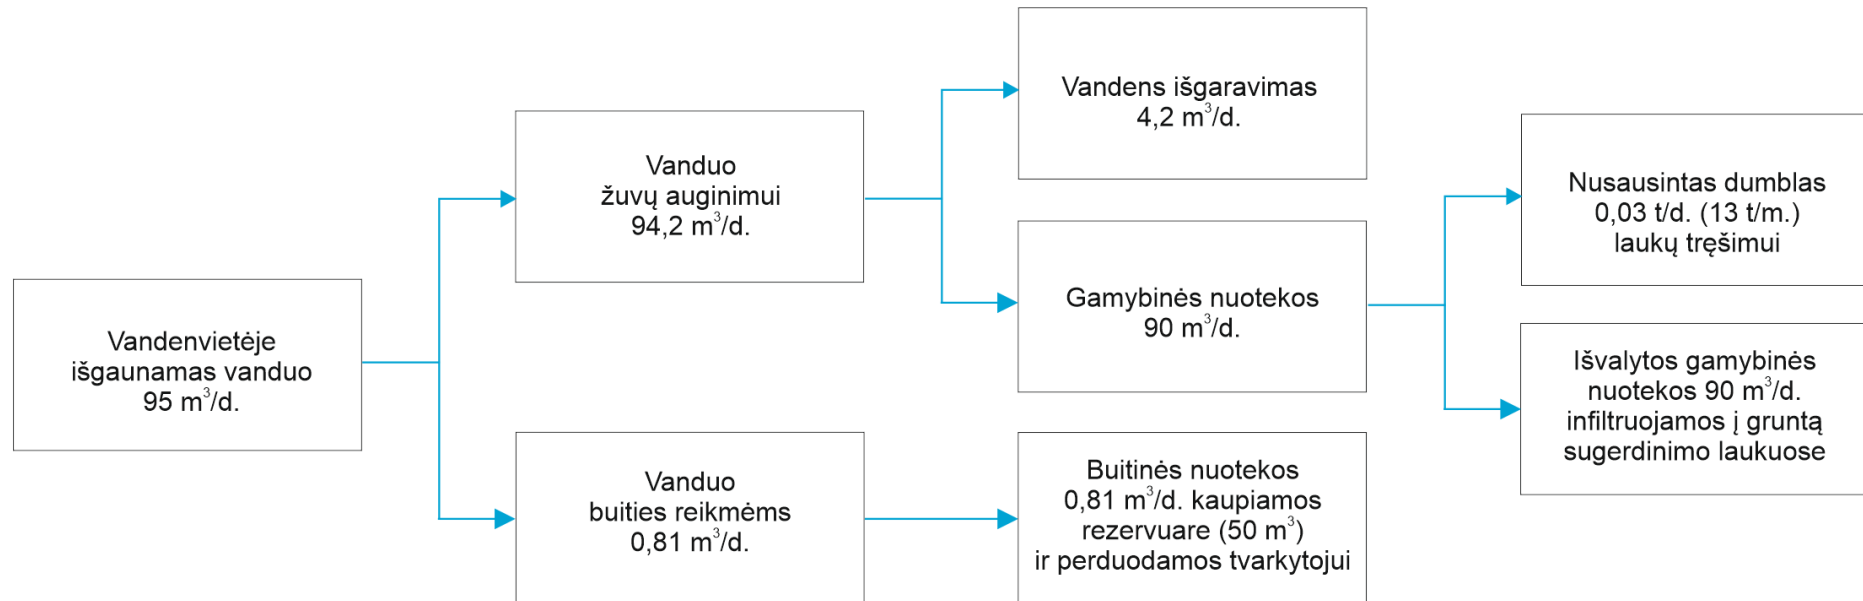 Vandenvietėje
išgaunamas vanduo
95 m³/d.
Vanduo
žuvų auginimui
94,2 m³/d.
Vanduo
buities reikmėms
0,81 m³/d.
Vandens išgaravimas
4,2 m³/d.
Gamybinės nuotekos
90 m³/d.
Buitinės nuotekos
0,81 m³/d. kaupiamos
rezervuare (50 m³)
ir perduodamos tvarkytojui
Nusausintas dumblas
0,03 t/d. (13 t/m.)
laukų tręšimui
Išvalytos gamybinės
nuotekos 90 m³/d.
infiltruojamos į gruntą
sugerdinimo laukuose